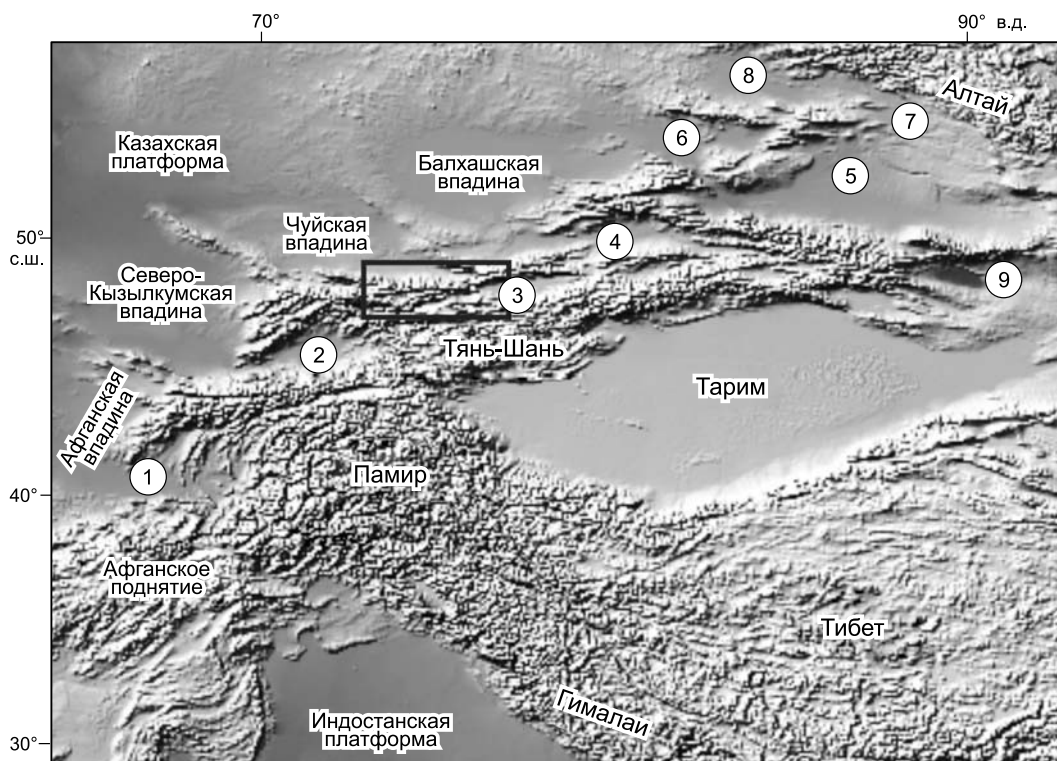 70°
90° в.д.
8
Алтай
7
Казахская
платформа
6
Балхашская
впадина
5
Чуйская
впадина
50°
с.ш.
4
Северо-
Кызылкумская
впадина
3
9
2
Тянь-Шань
Тарим
Афганская
впадина
1
Памир
40°
Афганское
поднятие
Тибет
Гималаи
Индостанская
платформа
30°